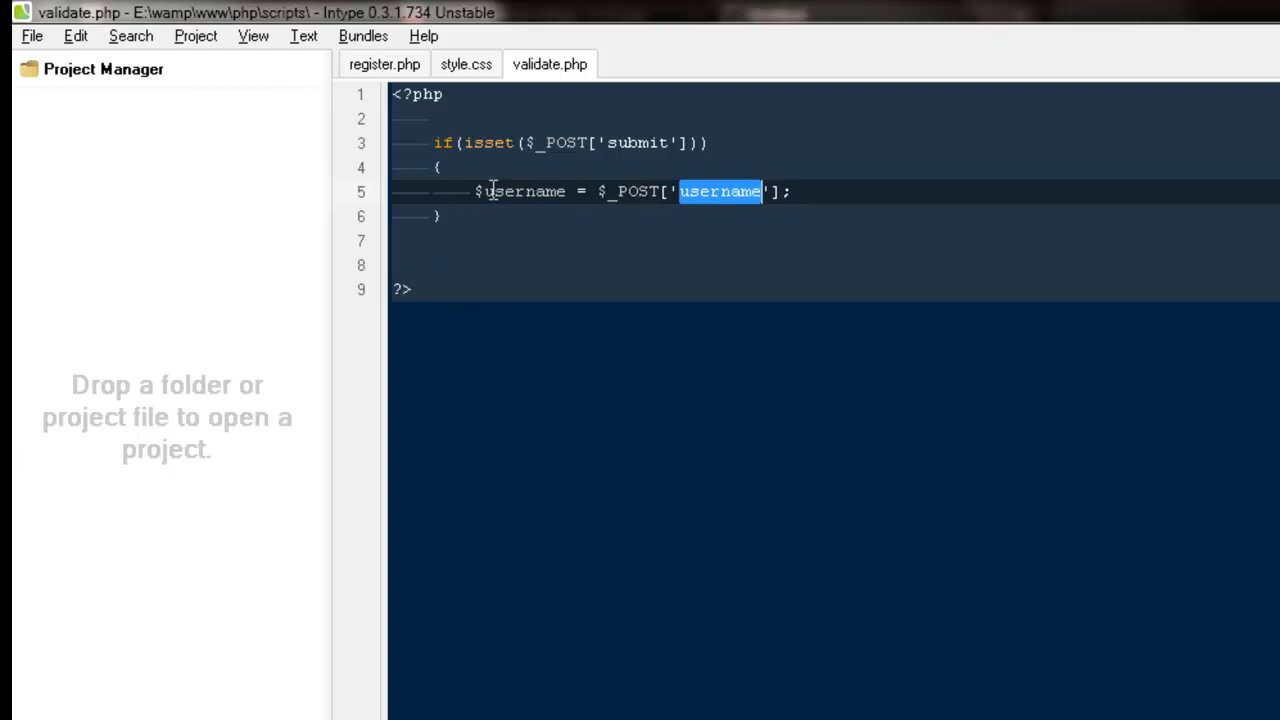 validate.php - E:\wamp\www\php\scripts\ - Intype 0.3.1.734 Unstable
File Edit Search Project View Text Bundles Help
Project Manager
register.php style.css validate.php
1 <?php
2
3 if(isset($_POST['submit']))
4 {
5 $username = $_POST['username'];
6 }
7
8
9 ?>
Drop a folder or
project file to open a
project.